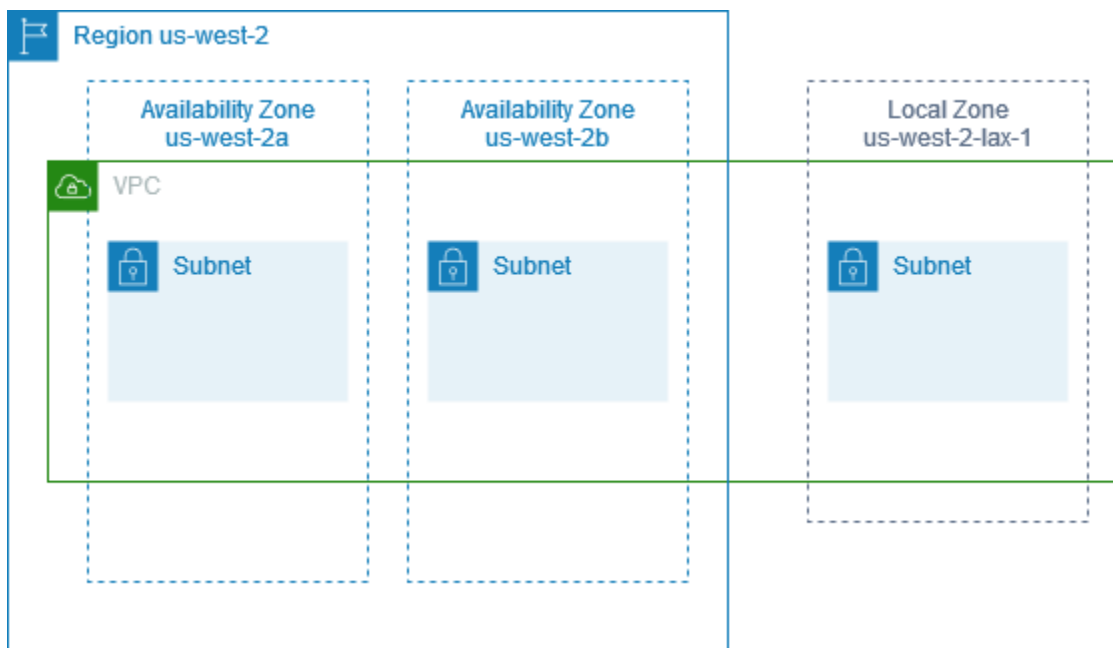 Region us-west-2
Availability Zone
us-west-2a
Availability Zone
us-west-2b
Local Zone
us-west-2-lax-1
VPC
Subnet
Subnet
Subnet